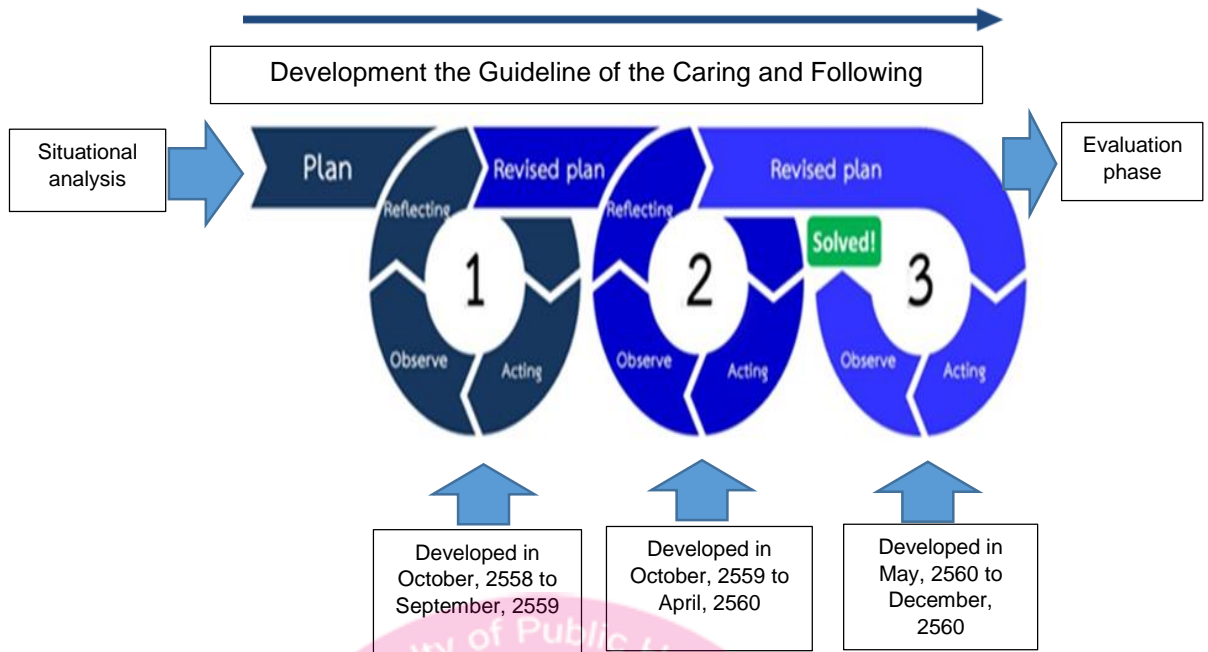 Development the Guideline of the Caring and Following
Situational
analysis
Plan
Revised plan
Revised plan
Evaluation
phase
Reflecting
Reflecting
Solved!
1
2
3
Observe
Acting
Observe
Acting
Observe
Acting
Developed in
October, 2558 to
September, 2559
Developed in
October, 2559 to
April, 2560
Developed in
May, 2560 to
December,
2560
of Public